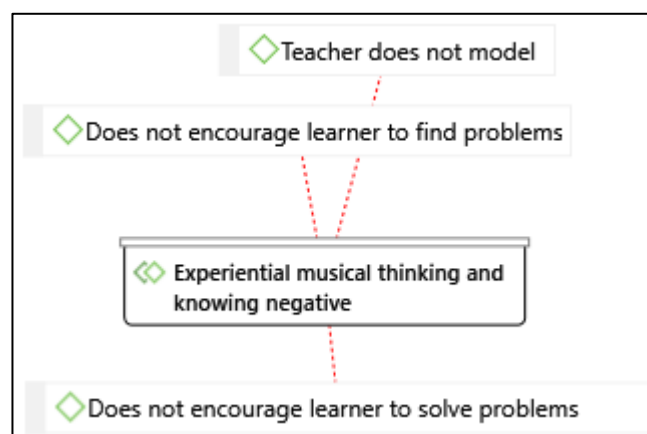 Teacher does not model
Does not encourage learner to find problems
Experiential musical thinking and
knowing negative
Does not encourage learner to solve problems